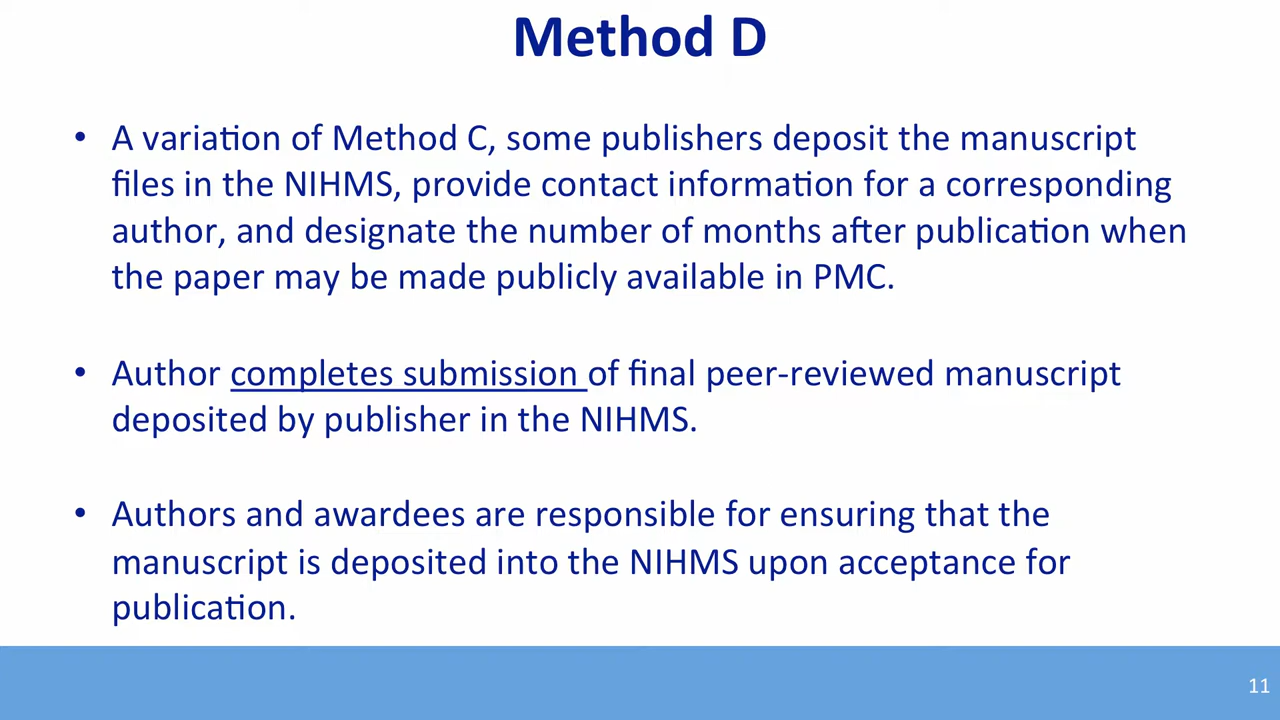 Method D
• A variation of Method C, some publishers deposit the manuscript
files in the NIHMS, provide contact information for a corresponding
author, and designate the number of months after publication when
the paper may be made publicly available in PMC.
• Author completes submission of final peer-reviewed manuscript
deposited by publisher in the NIHMS.
• Authors and awardees are responsible for ensuring that the
manuscript is deposited into the NIHMS upon acceptance for
publication.
11